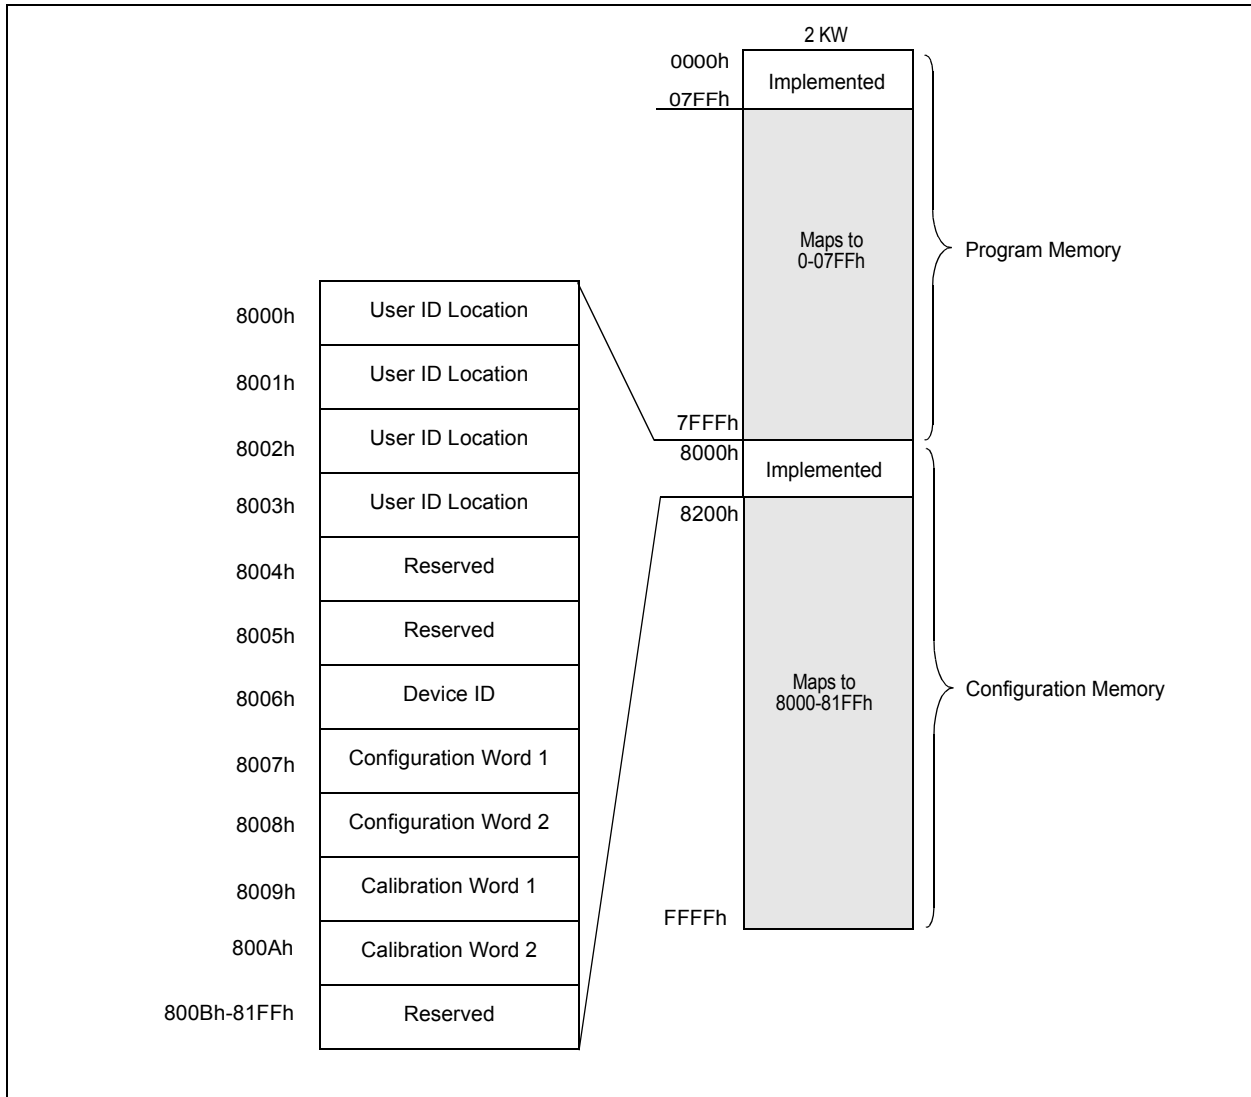 2 KW
0000h
Implemented
07FFh
Maps to
0-07FFh
Program Memory
7FFFh
8000h
Implemented
8200h
Maps to
8000-81FFh
Configuration Memory
FFFFh
8000h User ID Location
8001h User ID Location
8002h User ID Location
8003h User ID Location
8004h Reserved
8005h Reserved
8006h Device ID
8007h Configuration Word 1
8008h Configuration Word 2
8009h Calibration Word 1
800Ah Calibration Word 2
800Bh-81FFh Reserved